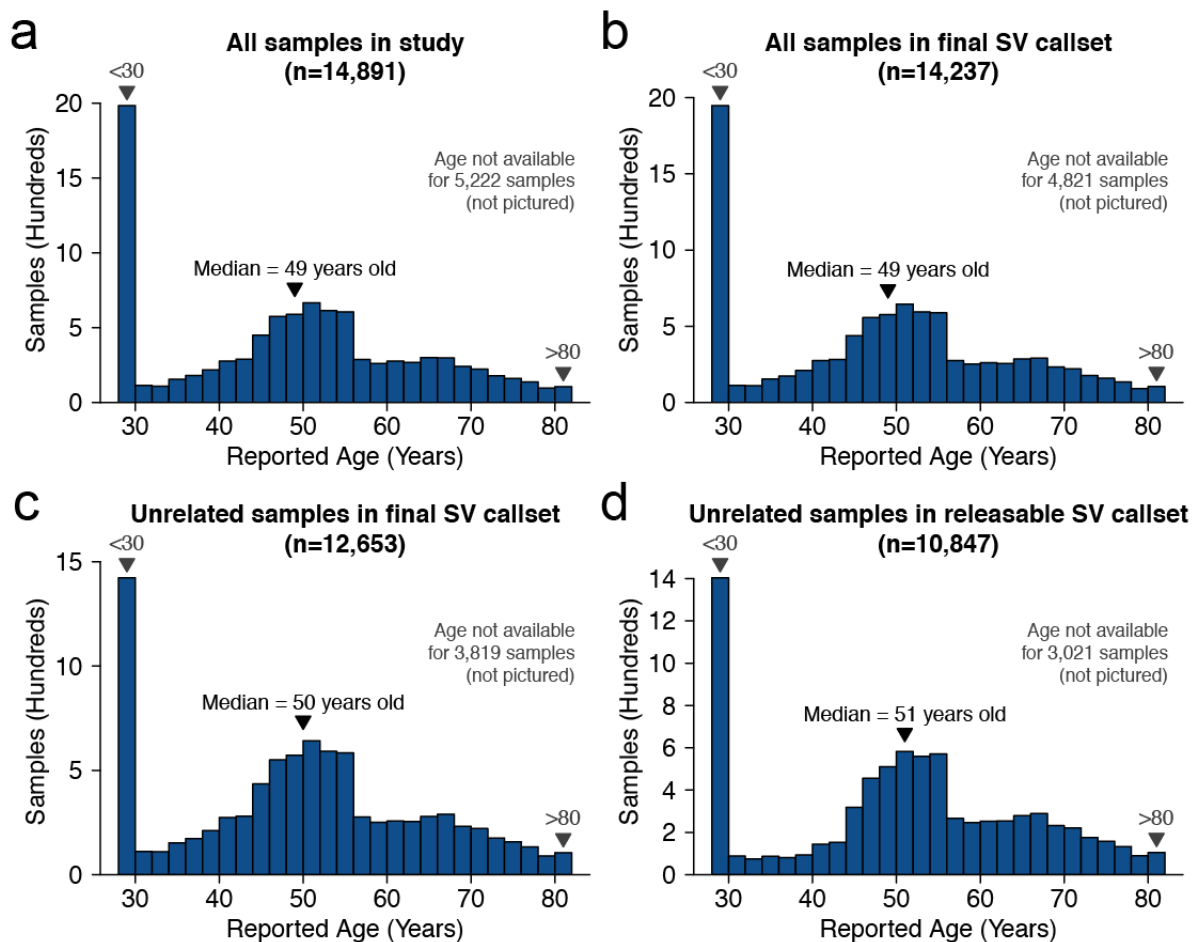 a
All samples in study
(n=14,891)
<30
20
15
10
5
0
Samples (Hundreds)
Age not available
for 5,222 samples
(not pictured)
Median = 49 years old
>80
30 40 50 60 70 80
Reported Age (Years)
b
All samples in final SV callset
(n=14,237)
<30
20
15
10
5
0
Samples (Hundreds)
Age not available
for 4,821 samples
(not pictured)
Median = 49 years old
>80
30 40 50 60 70 80
Reported Age (Years)
c
Unrelated samples in final SV callset
(n=12,653)
<30
15
10
5
0
Samples (Hundreds)
Age not available
for 3,819 samples
(not pictured)
Median = 50 years old
>80
30 40 50 60 70 80
Reported Age (Years)
d
Unrelated samples in releasable SV callset
(n=10,847)
<30
14
12
10
8
6
4
2
0
Samples (Hundreds)
Age not available
for 3,021 samples
(not pictured)
Median = 51 years old
>80
30 40 50 60 70 80
Reported Age (Years)